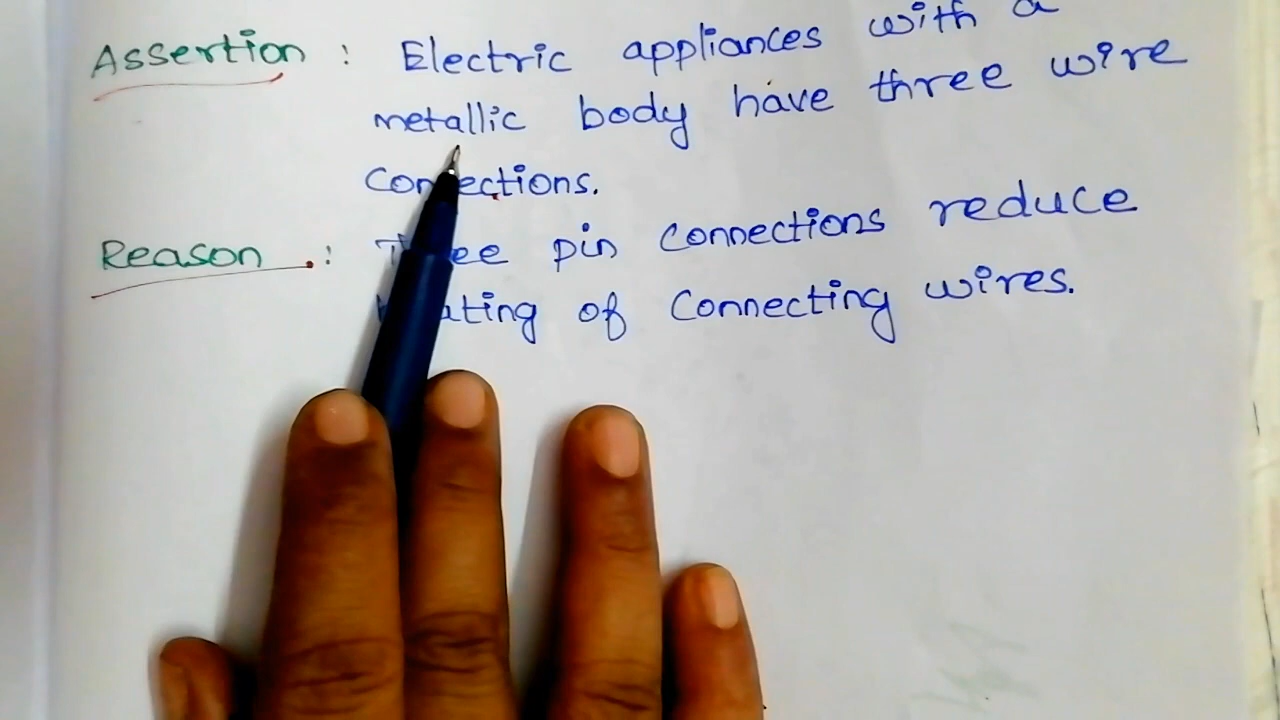 Assertion : Electric appliances with a
metallic body have three wire
connections.
Reason : pin connections reduce
of connecting wires.